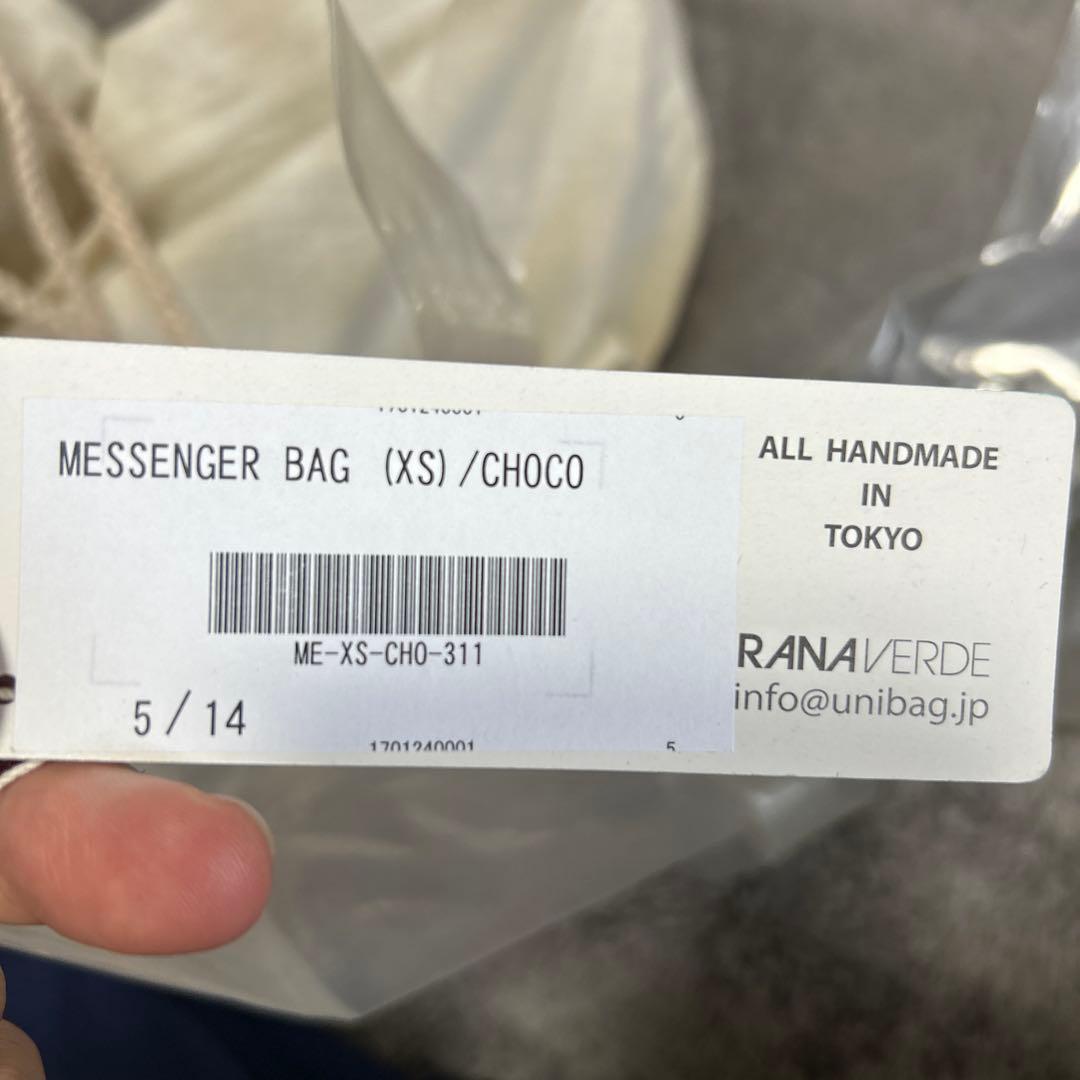 MESSENGER BAG (XS)/CHOCO
ME-XS-CHO-311
5/14
1701240001 5
ALL HANDMADE
IN
TOKYO
RANAVERDE
info@unibag.jp